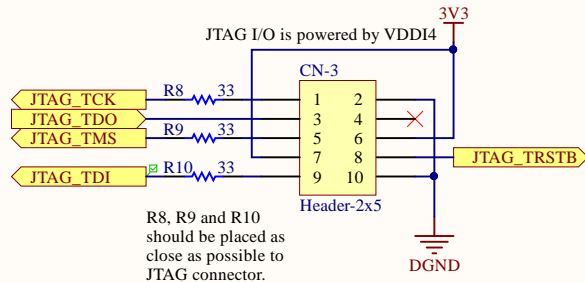 3V3
JTAG I/O is powered by VDDI4
CN-3
JTAG_TCK R8 33 1 2
JTAG_TDO 3 4
JTAG_TMS R9 33 5 6
7 8 JTAG_TRSTB
JTAG_TDI R10 33 9 10
Header-2x5
R8, R9 and R10
should be placed as
close as possible to
JTAG connector.
DGND